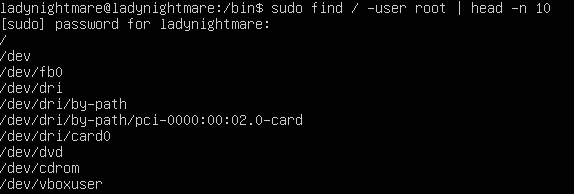 ladynightmare@ladynightmare:/bin$ sudo find / -user root | head -n 10
[sudo] password for ladynightmare:
/
/dev
/dev/fb0
/dev/dri
/dev/dri/by-path
/dev/dri/by-path/pci-0000:00:02.0-card
/dev/dri/card0
/dev/dvd
/dev/cdrom
/dev/vboxuser